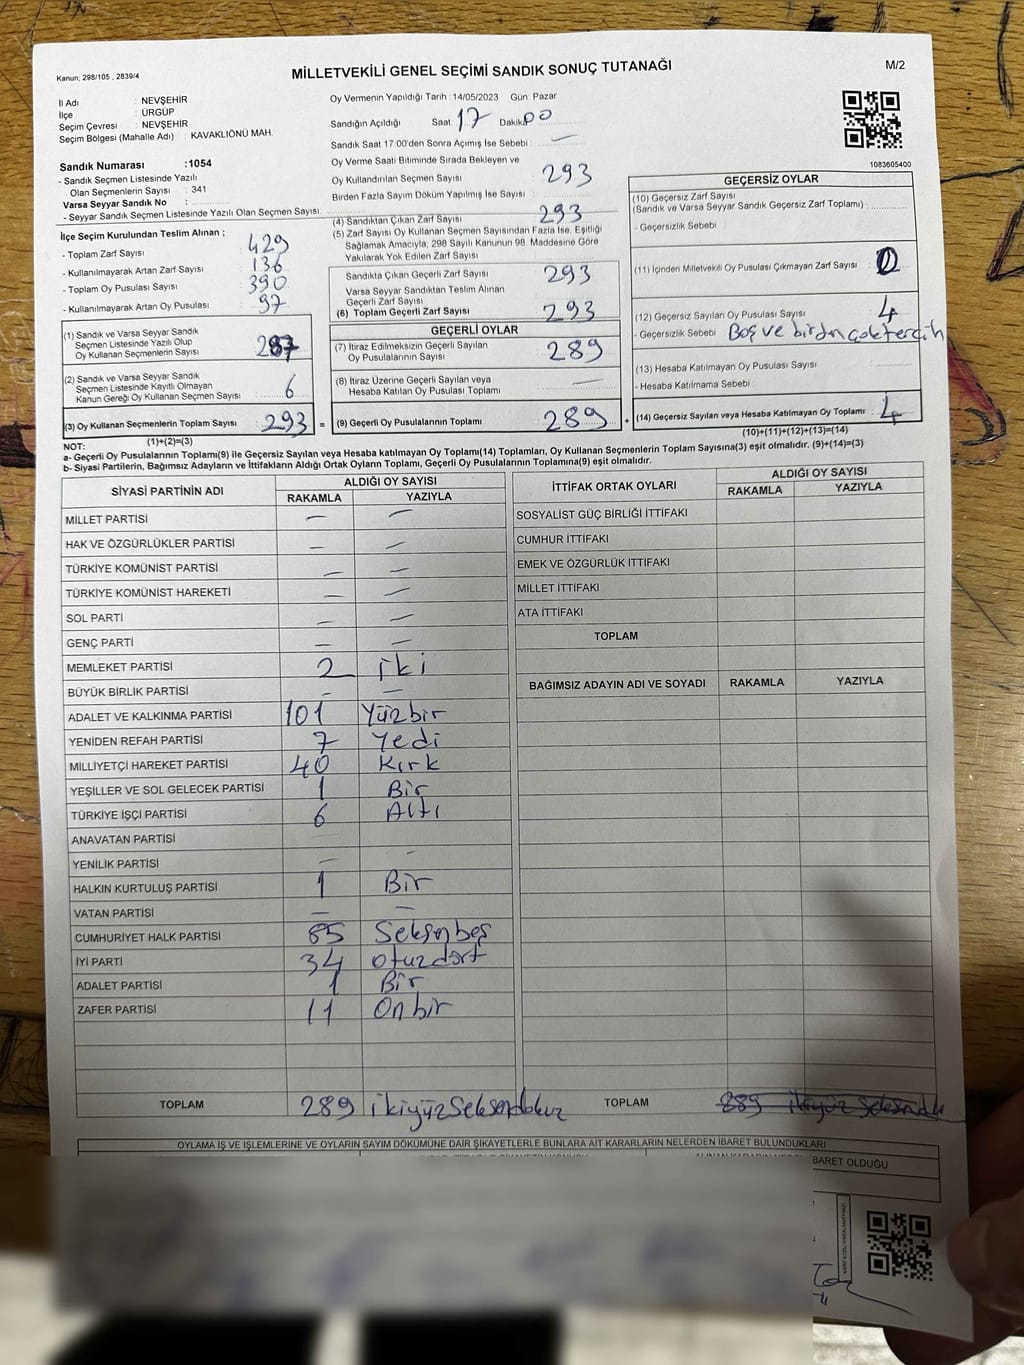 Kanun; 298/105 , 2839/4
MİLLETVEKİLİ GENEL SEÇİMİ SANDIK SONUÇ TUTANAĞI
M/2
İl Adı : NEVŞEHİR
İlçe : ÜRGÜP
Seçim Çevresi : NEVŞEHİR
Seçim Bölgesi (Mahalle Adı) : KAVAKLIÖNÜ MAH.
Sandık Numarası :1054
- Sandık Seçmen Listesinde Yazılı
Olan Seçmenlerin Sayısı : 341
Varsa Seyyar Sandık No :
- Seyyar Sandık Seçmen Listesinde Yazılı Olan Seçmen Sayısı:
İlçe Seçim Kurulundan Teslim Alınan ;
- Toplam Zarf Sayısı : 429
- Kullanılmayarak Artan Zarf Sayısı : 136
- Toplam Oy Pusulası Sayısı : 390
- Kullanılmayarak Artan Oy Pusulası : 97
(1) Sandık ve Varsa Seyyar Sandık
Seçmen Listesinde Yazılı Olup
Oy Kullanan Seçmenlerin Sayısı : 287
(2) Sandık ve Varsa Seyyar Sandık
Seçmen Listesinde Kayıtlı Olmayan
Kanun Gereği Oy Kullanan Seçmen Sayısı : 6
(3) Oy Kullanan Seçmenlerin Toplam Sayısı : 293
(1)+(2)=(3)
Oy Vermenin Yapıldığı Tarih :14/05/2023 Gün: Pazar
Sandığın Açıldığı Saat: 17 Dakika: 00
Sandık Saat 17.00'den Sonra Açımış İse Sebebi : —
Oy Verme Saati Bitiminde Sırada Bekleyen ve
Oy Kullandırılan Seçmen Sayısı : 293
Birden Fazla Sayım Döküm Yapılmış İse Sayısı :
(4) Sandıktan Çıkan Zarf Sayısı : 293
(5) Zarf Sayısı Oy Kullanan Seçmen Sayısından Fazla İse, Eşitliği
Sağlamak Amacıyla, 298 Sayılı Kanunun 98. Maddesine Göre
Yakılarak Yok Edilen Zarf Sayısı :
Sandıkta Çıkan Geçerli Zarf Sayısı : 293
Varsa Seyyar Sandıktan Teslim Alınan
Geçerli Zarf Sayısı :
(6) Toplam Geçerli Zarf Sayısı : 293
GEÇERLİ OYLAR
(7) İtiraz Edilmeksizin Geçerli Sayılan
Oy Pusulalarının Sayısı : 289
(8) İtiraz Üzerine Geçerli Sayılan veya
Hesaba Katılan Oy Pusulası Toplamı : —
= (9) Geçerli Oy Pusulalarının Toplamı : 289 +
1083605400
GEÇERSİZ OYLAR
(10) Geçersiz Zarf Sayısı
(Sandık ve Varsa Seyyar Sandık Geçersiz Zarf Toplamı) :
- Geçersizlik Sebebi :
(11) İçinden Milletvekili Oy Pusulası Çıkmayan Zarf Sayısı : 0
(12) Geçersiz Sayılan Oy Pusulası Sayısı : 4
- Geçersizlik Sebebi : Boş ve birden çok tercih
(13) Hesaba Katılmayan Oy Pusulası Sayısı :
- Hesaba Katılmama Sebebi :
(14) Geçersiz Sayılan veya Hesaba Katılmayan Oy Toplamı : 4
(10)+(11)+(12)+(13)=(14)
NOT:
a- Geçerli Oy Pusulalarının Toplamı(9) ile Geçersiz Sayılan veya Hesaba katılmayan Oy Toplamı(14) Toplamları, Oy Kullanan Seçmenlerin Toplam Sayısına(3) eşit olmalıdır. (9)+(14)=(3)
b- Siyasi Partilerin, Bağımsız Adayların ve İttifakların Aldığı Ortak Oyların Toplamı, Geçerli Oy Pusulalarının Toplamına(9) eşit olmalıdır.
SİYASİ PARTİNİN ADI ALDIĞI OY SAYISI
RAKAMLA YAZIYLA
MİLLET PARTİSİ — —
HAK VE ÖZGÜRLÜKLER PARTİSİ — —
TÜRKİYE KOMÜNİST PARTİSİ — —
TÜRKİYE KOMÜNİST HAREKETİ — —
SOL PARTİ — —
GENÇ PARTİ — —
MEMLEKET PARTİSİ 2 iki
BÜYÜK BİRLİK PARTİSİ — —
ADALET VE KALKINMA PARTİSİ 101 Yüzbir
YENİDEN REFAH PARTİSİ 7 Yedi
MİLLİYETÇİ HAREKET PARTİSİ 40 Kırk
YEŞİLLER VE SOL GELECEK PARTİSİ 1 Bir
TÜRKİYE İŞÇİ PARTİSİ 6 Altı
ANAVATAN PARTİSİ
YENİLİK PARTİSİ — —
HALKIN KURTULUŞ PARTİSİ 1 Bir
VATAN PARTİSİ — —
CUMHURİYET HALK PARTİSİ 85 Seksenbeş
İYİ PARTİ 34 otuzdört
ADALET PARTİSİ 1 Bir
ZAFER PARTİSİ 11 Onbir
TOPLAM 289 ikiyüzSeksendokuz
İTTİFAK ORTAK OYLARI ALDIĞI OY SAYISI
RAKAMLA YAZIYLA
SOSYALİST GÜÇ BİRLİĞİ İTTİFAKI
CUMHUR İTTİFAKI
EMEK VE ÖZGÜRLÜK İTTİFAKI
MİLLET İTTİFAKI
ATA İTTİFAKI
TOPLAM
BAĞIMSIZ ADAYIN ADI VE SOYADI RAKAMLA YAZIYLA
TOPLAM 289
OYLAMA İŞ VE İŞLEMLERİNE VE OYLARIN SAYIM DÖKÜMÜNE DAİR ŞİKAYETLERLE BUNLARA AİT KARARLARIN NELERDEN İBARET BULUNDUKLARI
BARET OLDUĞU